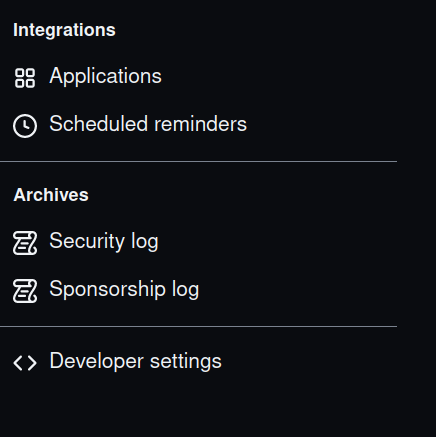 Integrations
Applications
Scheduled reminders
Archives
Security log
Sponsorship log
Developer settings